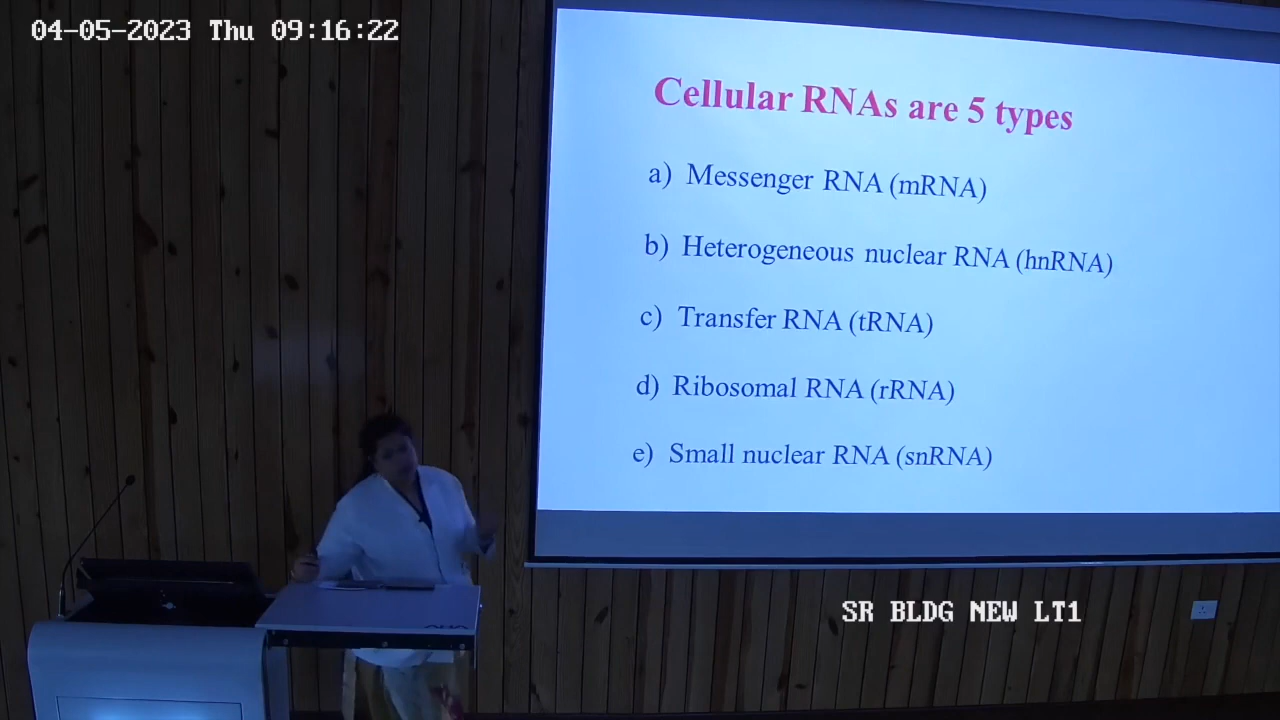 04-05-2023 Thu 09:16:22
Cellular RNAs are 5 types
a) Messenger RNA (mRNA)
b) Heterogeneous nuclear RNA (hnRNA)
c) Transfer RNA (tRNA)
d) Ribosomal RNA (rRNA)
e) Small nuclear RNA (snRNA)
SR BLDG NEW LT1